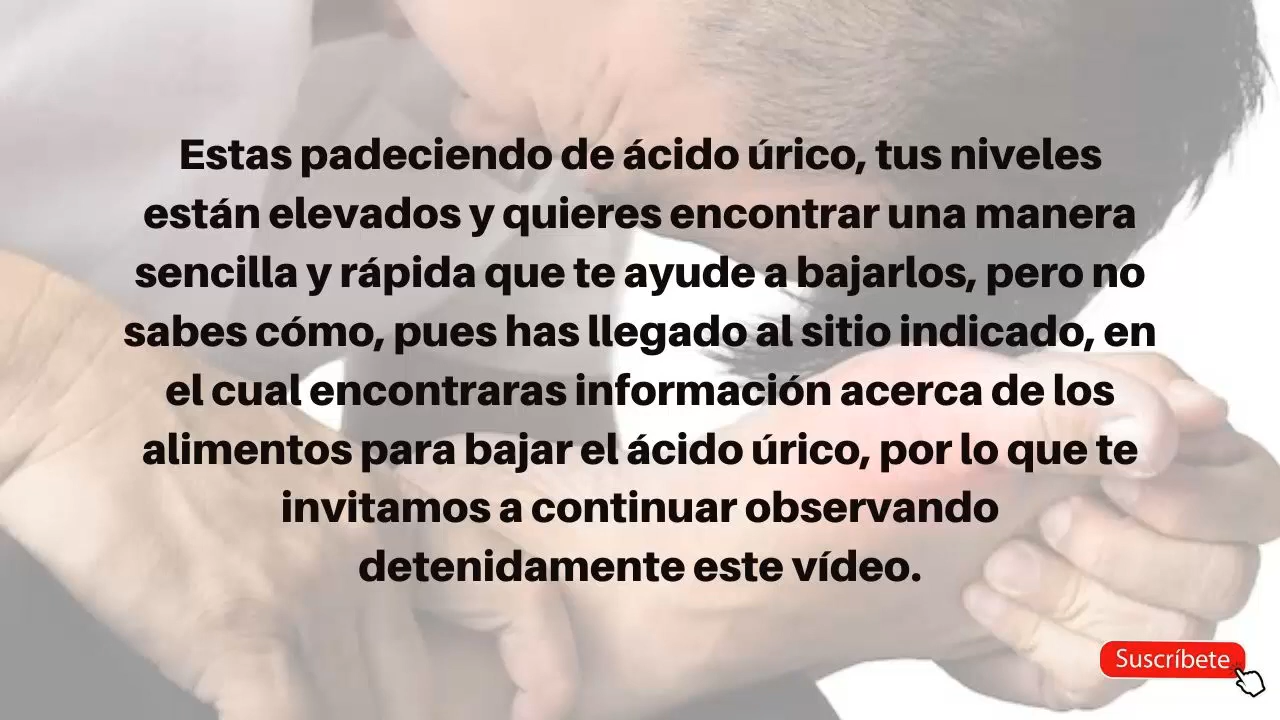 Estas padeciendo de ácido úrico, tus niveles
están elevados y quieres encontrar una manera
sencilla y rápida que te ayude a bajarlos, pero no
sabes cómo, pues has llegado al sitio indicado, en
el cual encontraras información acerca de los
alimentos para bajar el ácido úrico, por lo que te
invitamos a continuar observando
detenidamente este vídeo.
Suscríbete